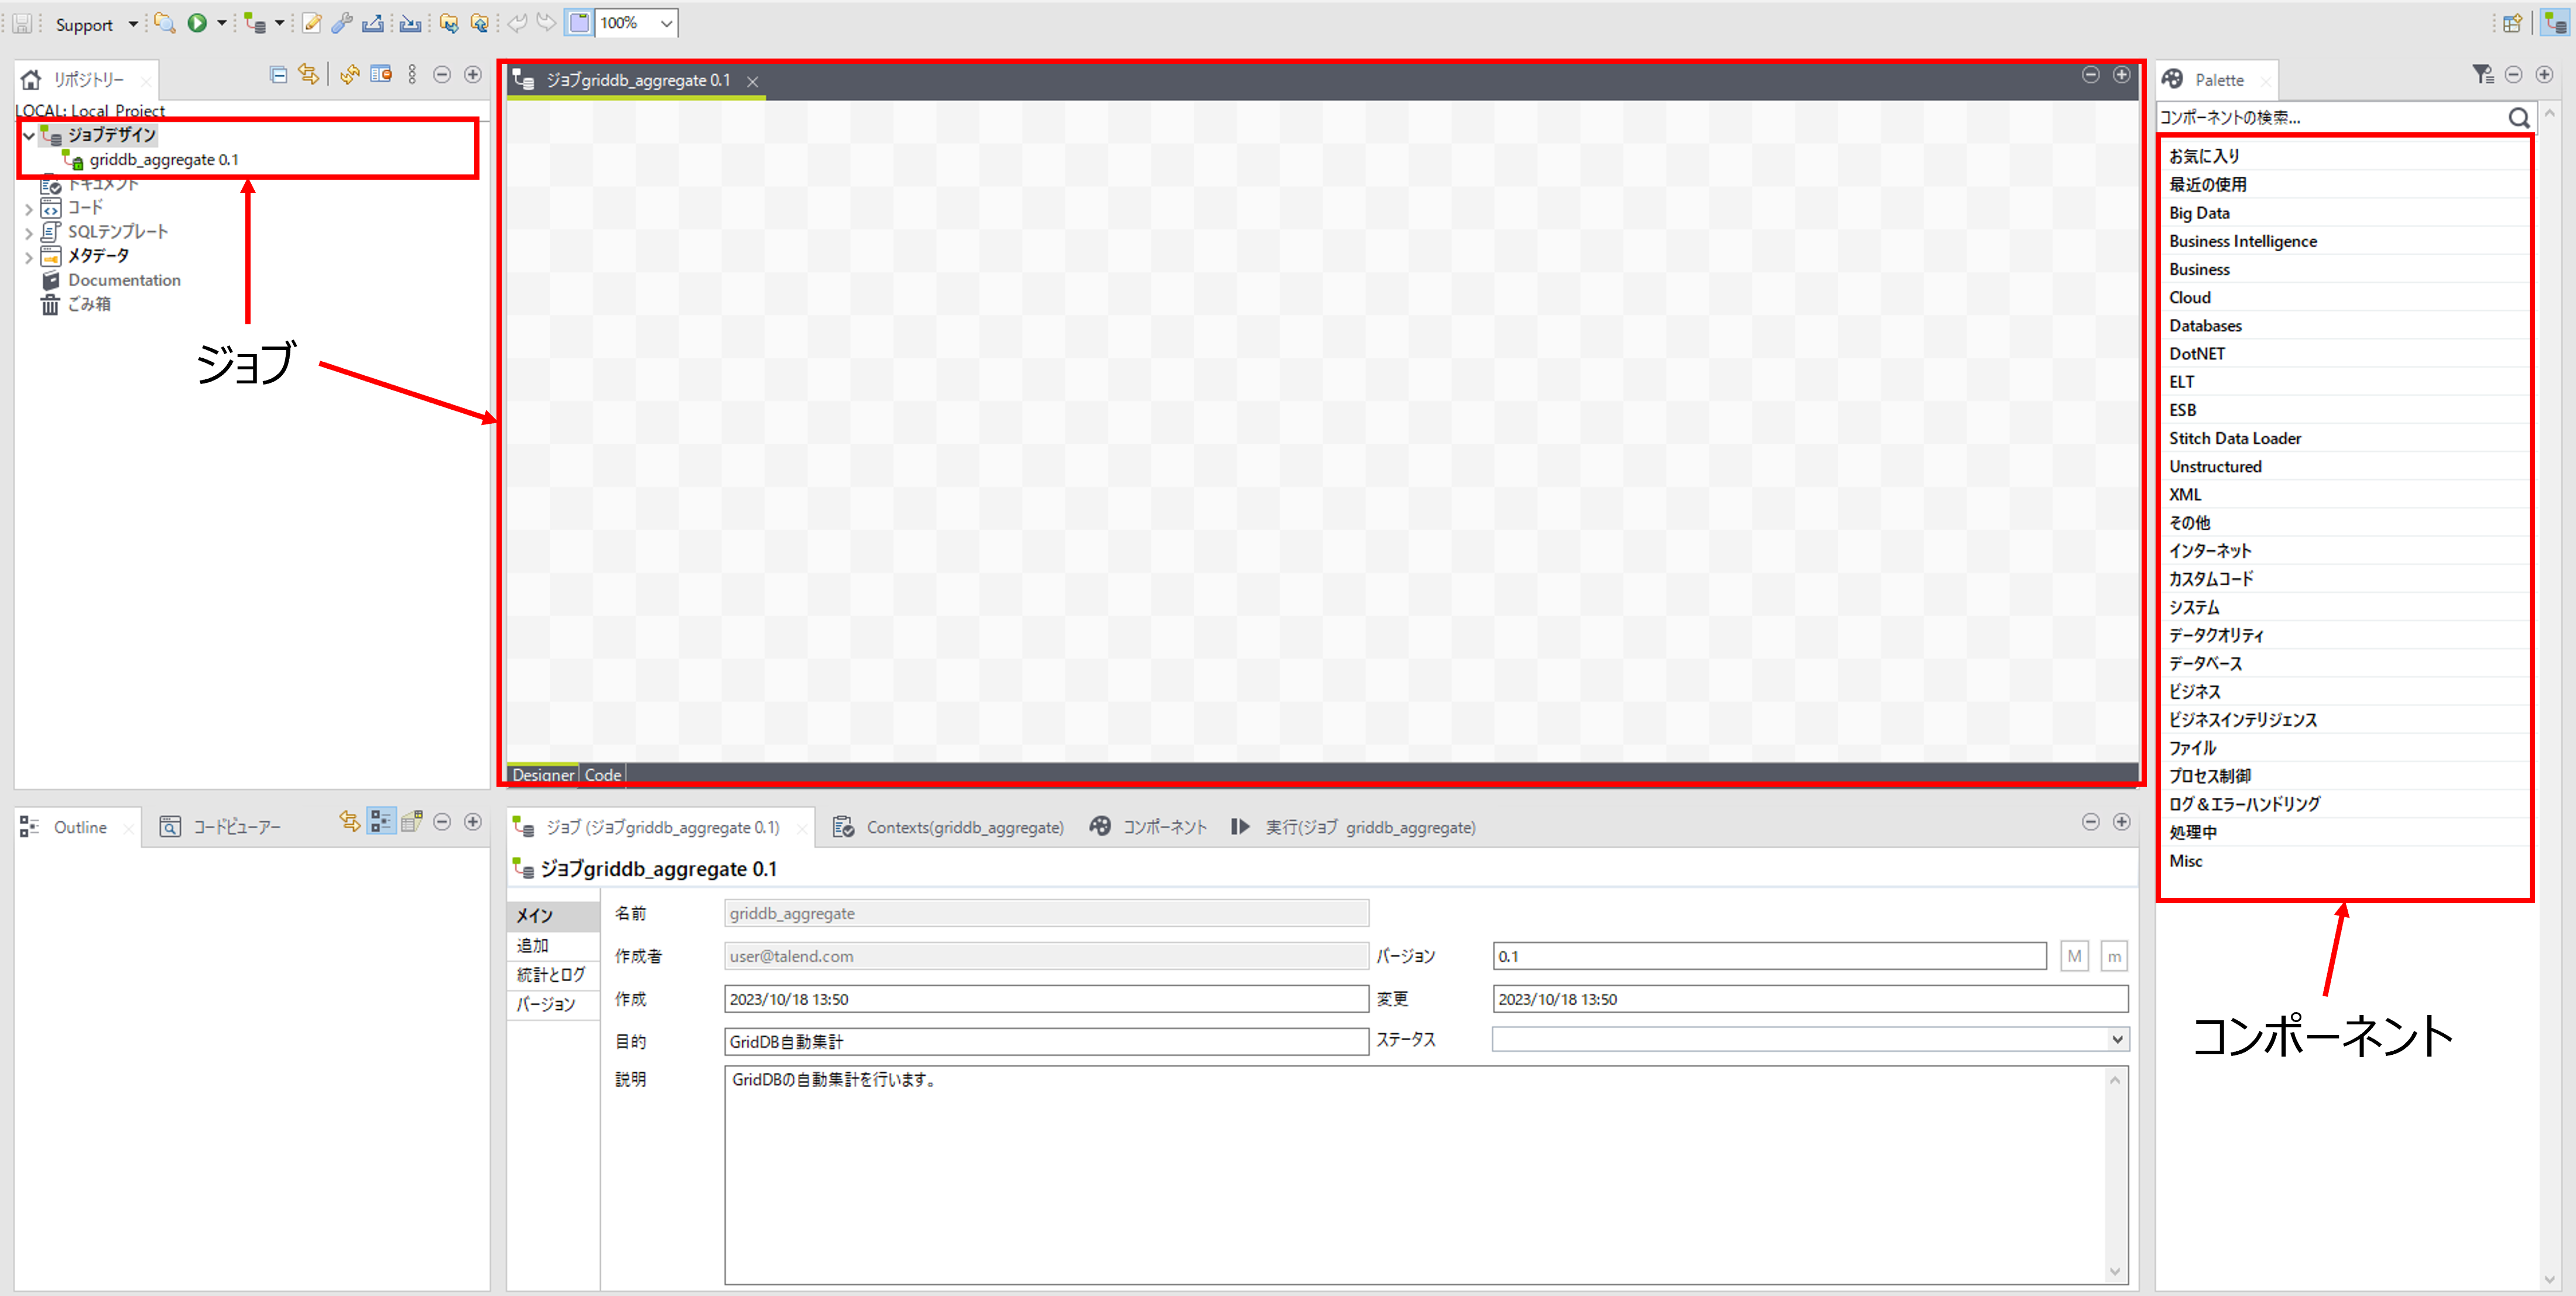 Support
100%
リポジトリー
LOCAL: Local_Project
ジョブデザイン
griddb_aggregate 0.1
ドキュメント
コード
SQLテンプレート
メタデータ
Documentation
ごみ箱
ジョブ
ジョブgriddb_aggregate 0.1
Designer
Code
Palette
コンポーネントの検索...
お気に入り
最近の使用
Big Data
Business Intelligence
Business
Cloud
Databases
DotNET
ELT
ESB
Stitch Data Loader
Unstructured
XML
その他
インターネット
カスタムコード
システム
データクオリティ
データベース
ビジネス
ビジネスインテリジェンス
ファイル
プロセス制御
ログ&エラーハンドリング
処理中
Misc
コンポーネント
Outline
コードビューアー
ジョブ (ジョブgriddb_aggregate 0.1)
Contexts(griddb_aggregate)
コンポーネント
実行(ジョブ griddb_aggregate)
ジョブgriddb_aggregate 0.1
メイン
追加
統計とログ
バージョン
名前 griddb_aggregate
作成者 user@talend.com バージョン 0.1 M m
作成 2023/10/18 13:50 変更 2023/10/18 13:50
目的 GridDB自動集計 ステータス
説明 GridDBの自動集計を行います。